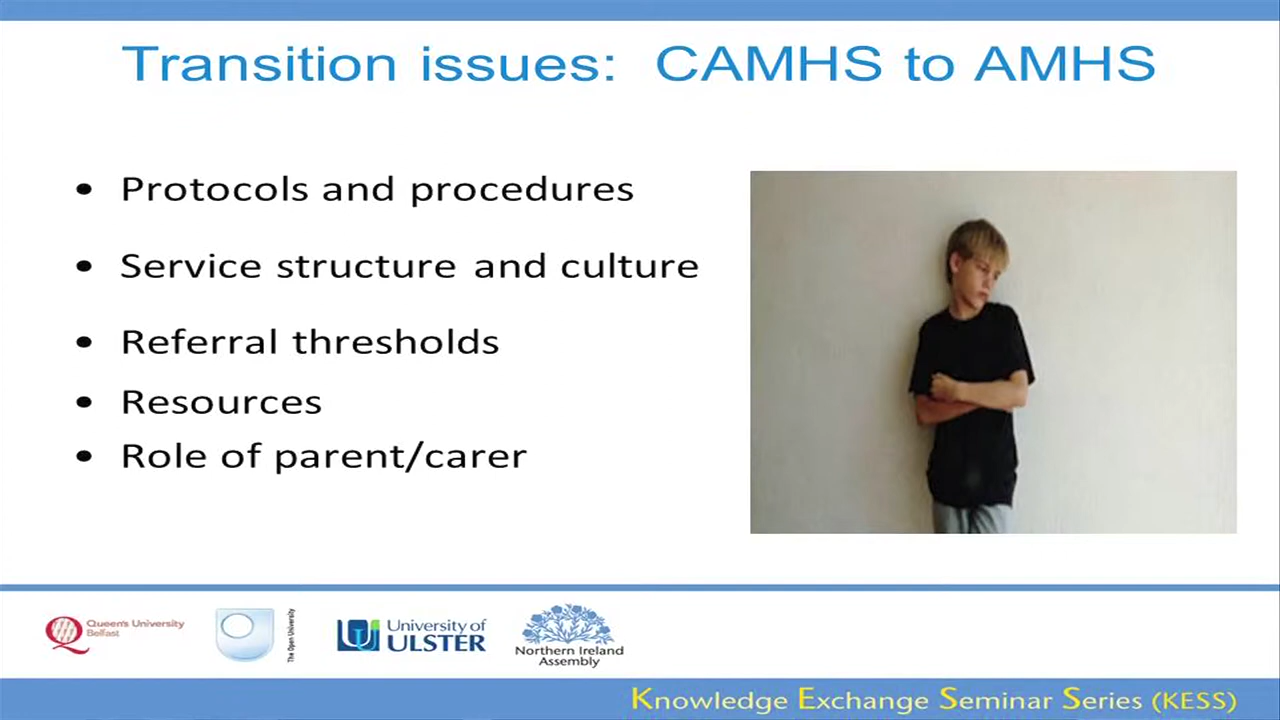 Transition issues: CAMHS to AMHS
• Protocols and procedures
• Service structure and culture
• Referral thresholds
• Resources
• Role of parent/carer
Queen's University
Belfast
The Open University
University of
ULSTER
Northern Ireland
Assembly
Knowledge Exchange Seminar Series (KESS)